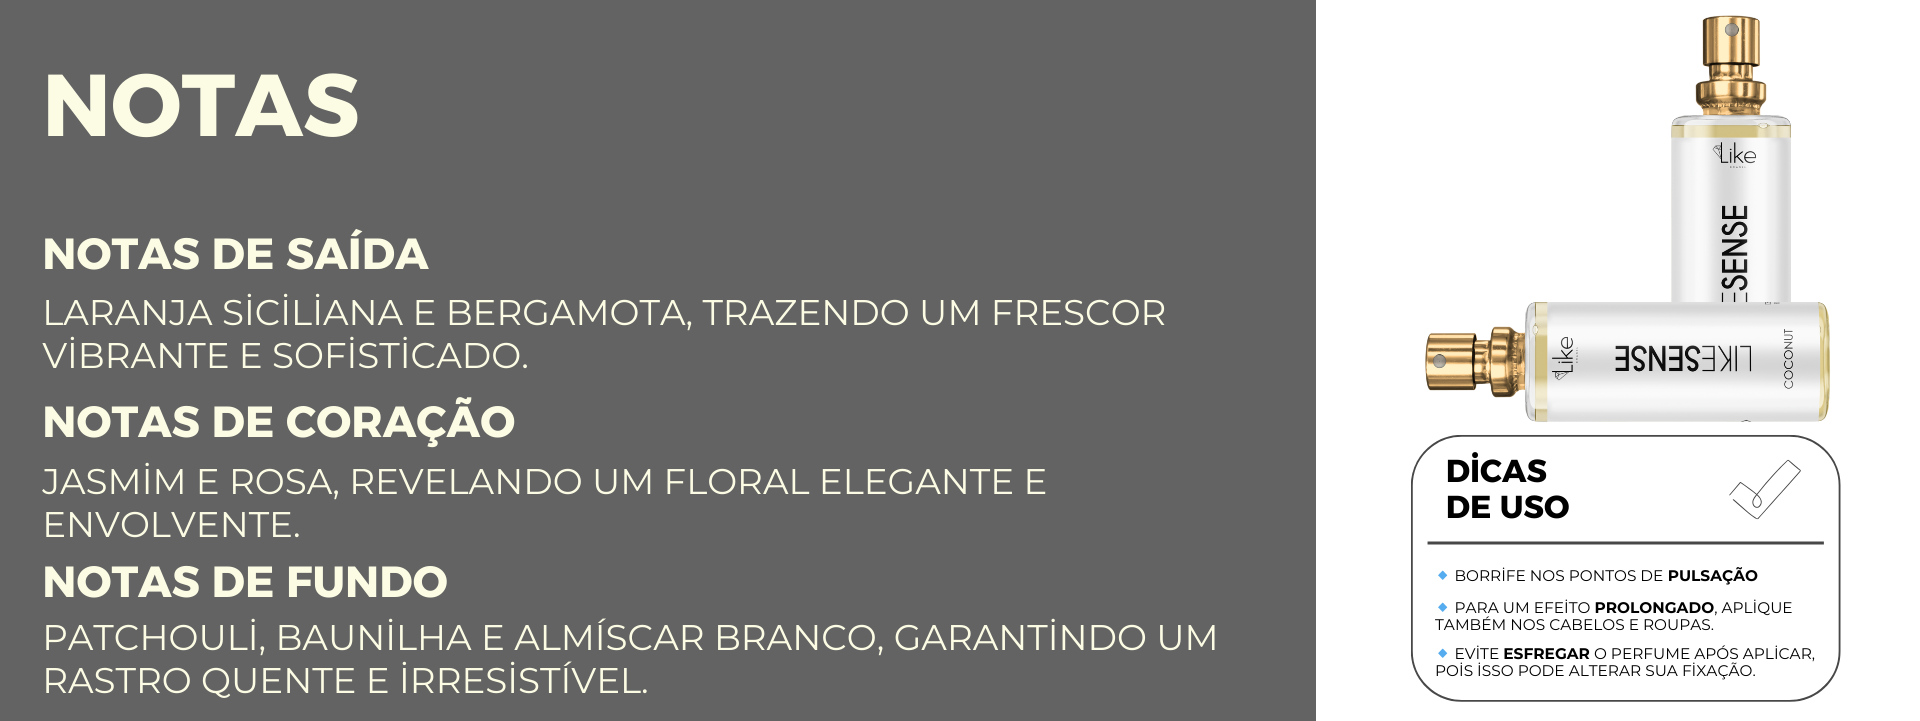 NOTAS
NOTAS DE SAÍDA
LARANJA SİCİLİANA E BERGAMOTA, TRAZENDO UM FRESCOR
VİBRANTE E SOFİSTİCADO.
NOTAS DE CORAÇÃO
JASMİM E ROSA, REVELANDO UM FLORAL ELEGANTE E
ENVOLVENTE.
NOTAS DE FUNDO
PATCHOULİ, BAUNİLHA E ALMÍSCAR BRANCO, GARANTİNDO UM
RASTRO QUENTE E İRRESİSTÍVEL.
Like
ESENSE
Like
LIKESENSE
COCONUT
DİCAS
DE USO
BORRİFE NOS PONTOS DE PULSAÇÃO
PARA UM EFEİTO PROLONGADO, APLİQUE
TAMBÉM NOS CABELOS E ROUPAS.
EVİTE ESFREGAR O PERFUME APÓS APLİCAR,
POİS İSSO PODE ALTERAR SUA FİXAÇÃO.